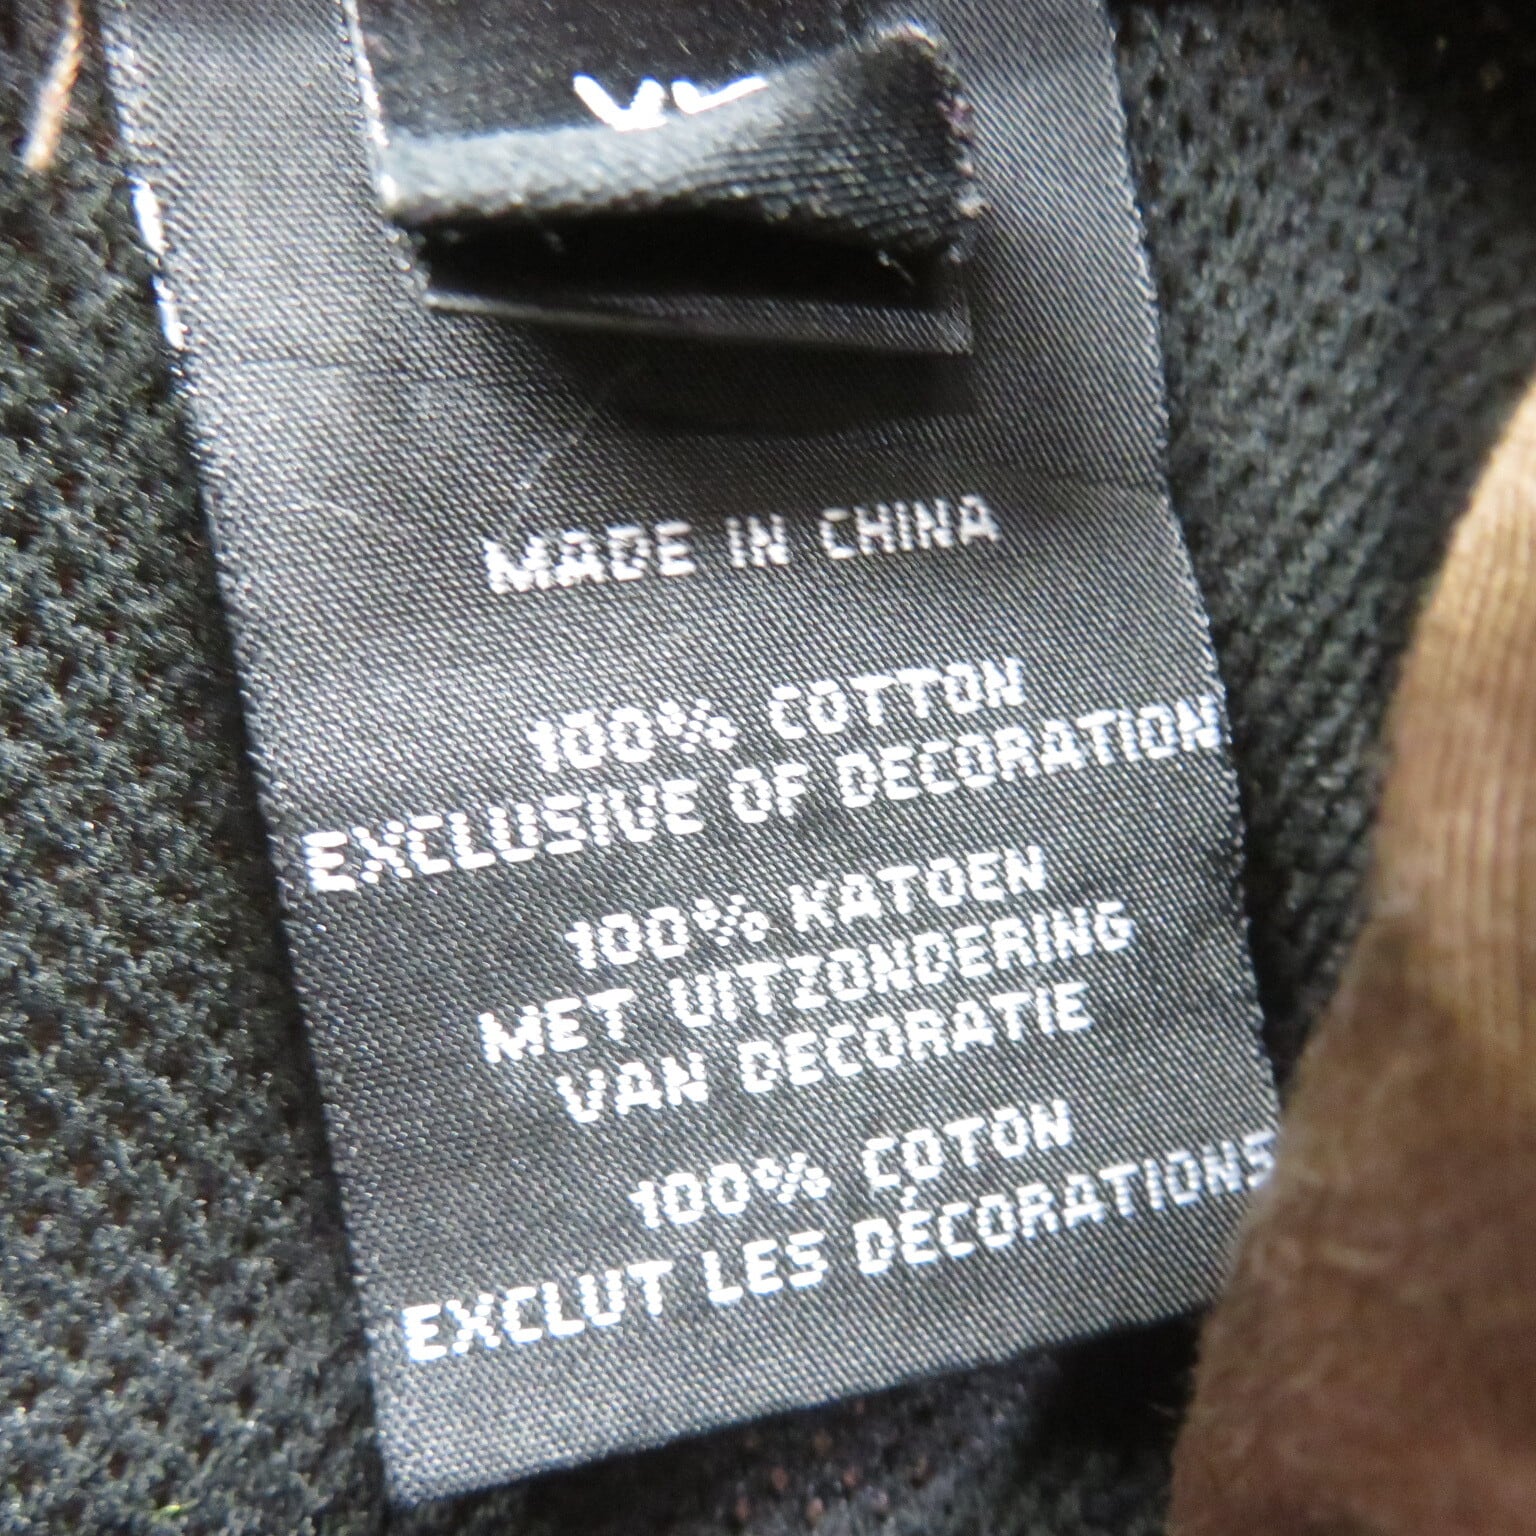 MADE IN CHINA
100% COTTON
EXCLUSIVE OF DECORATION
100% KATOEN
MET UITZONDERING
VAN DECORATIE
100% COTON
EXCLUT LES DÉCORATIONS